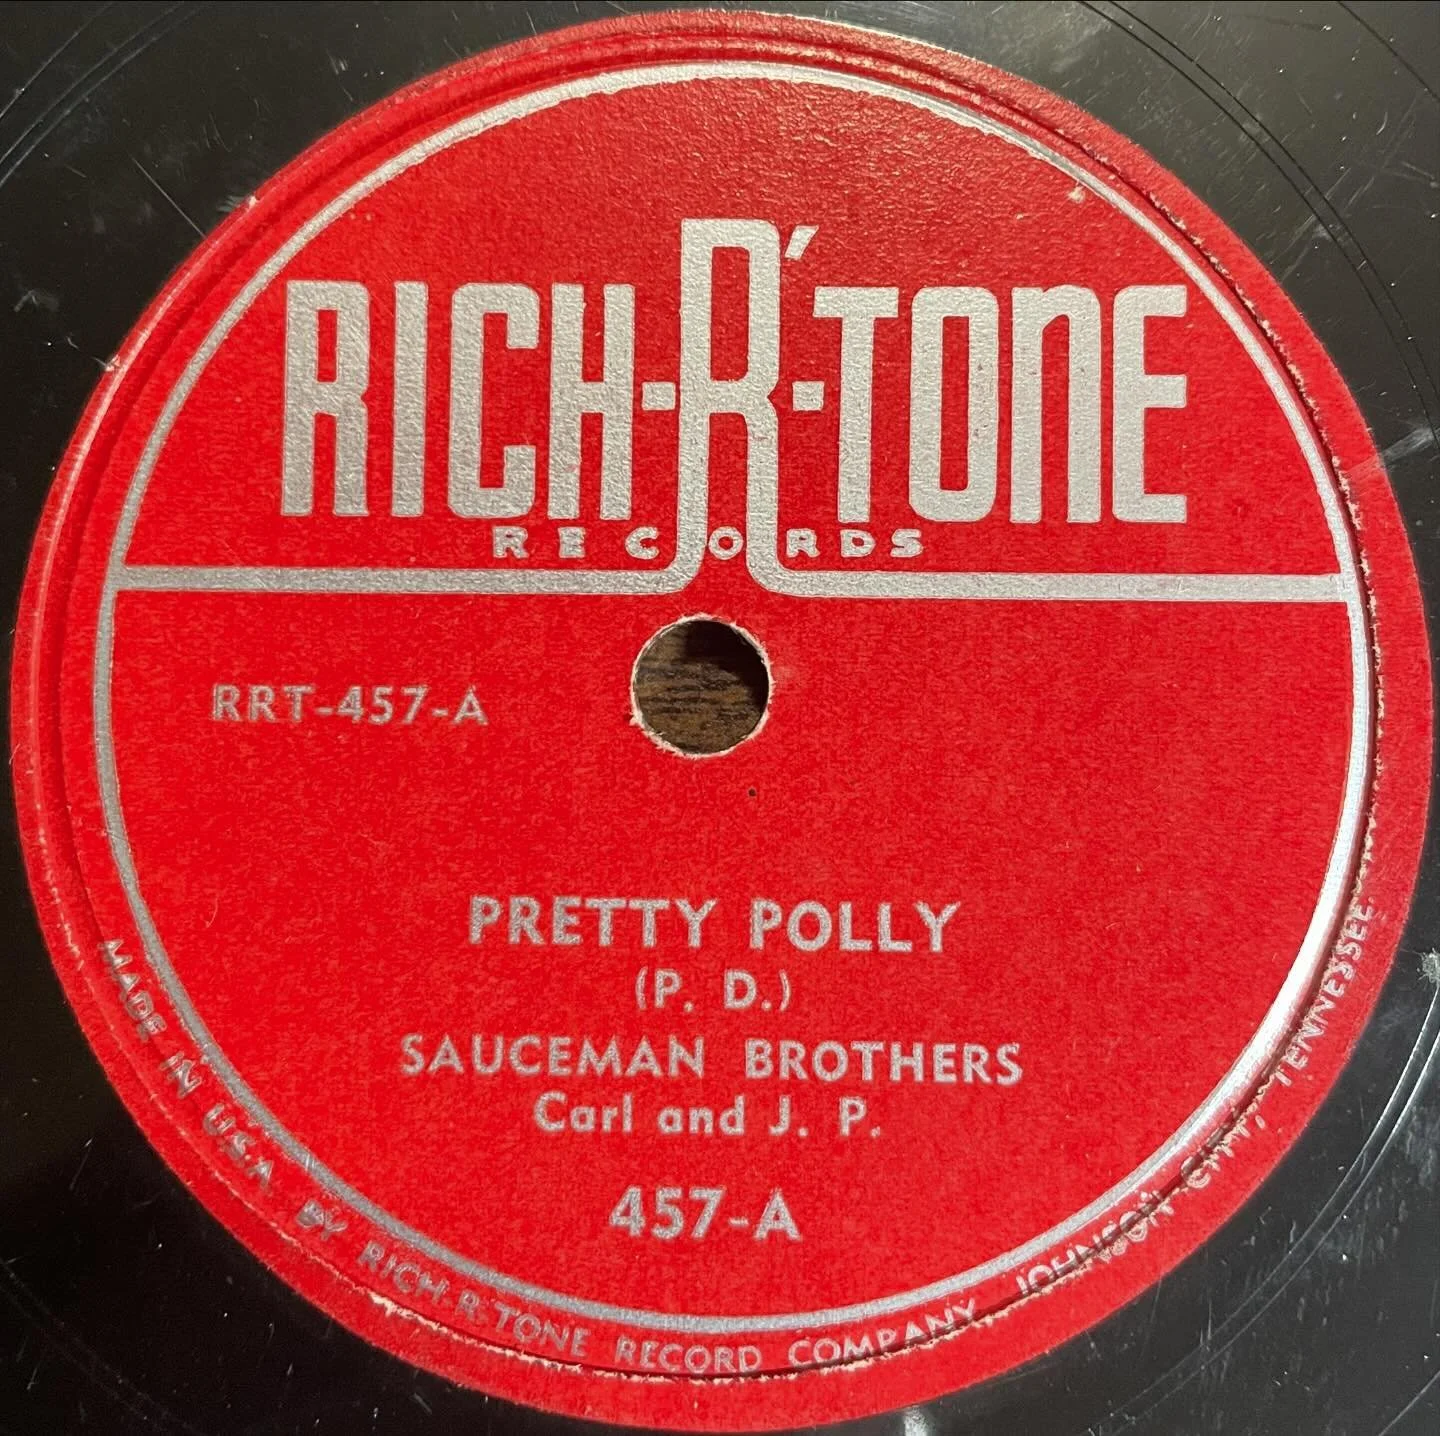 RICH-R'-TONE
RECORDS
RRT-457-A
PRETTY POLLY
(P. D.)
SAUCEMAN BROTHERS
Carl and J. P.
457-A
MADE IN U.S.A. BY RICH-R-TONE RECORD COMPANY, JOHNSON CITY, TENNESSEE